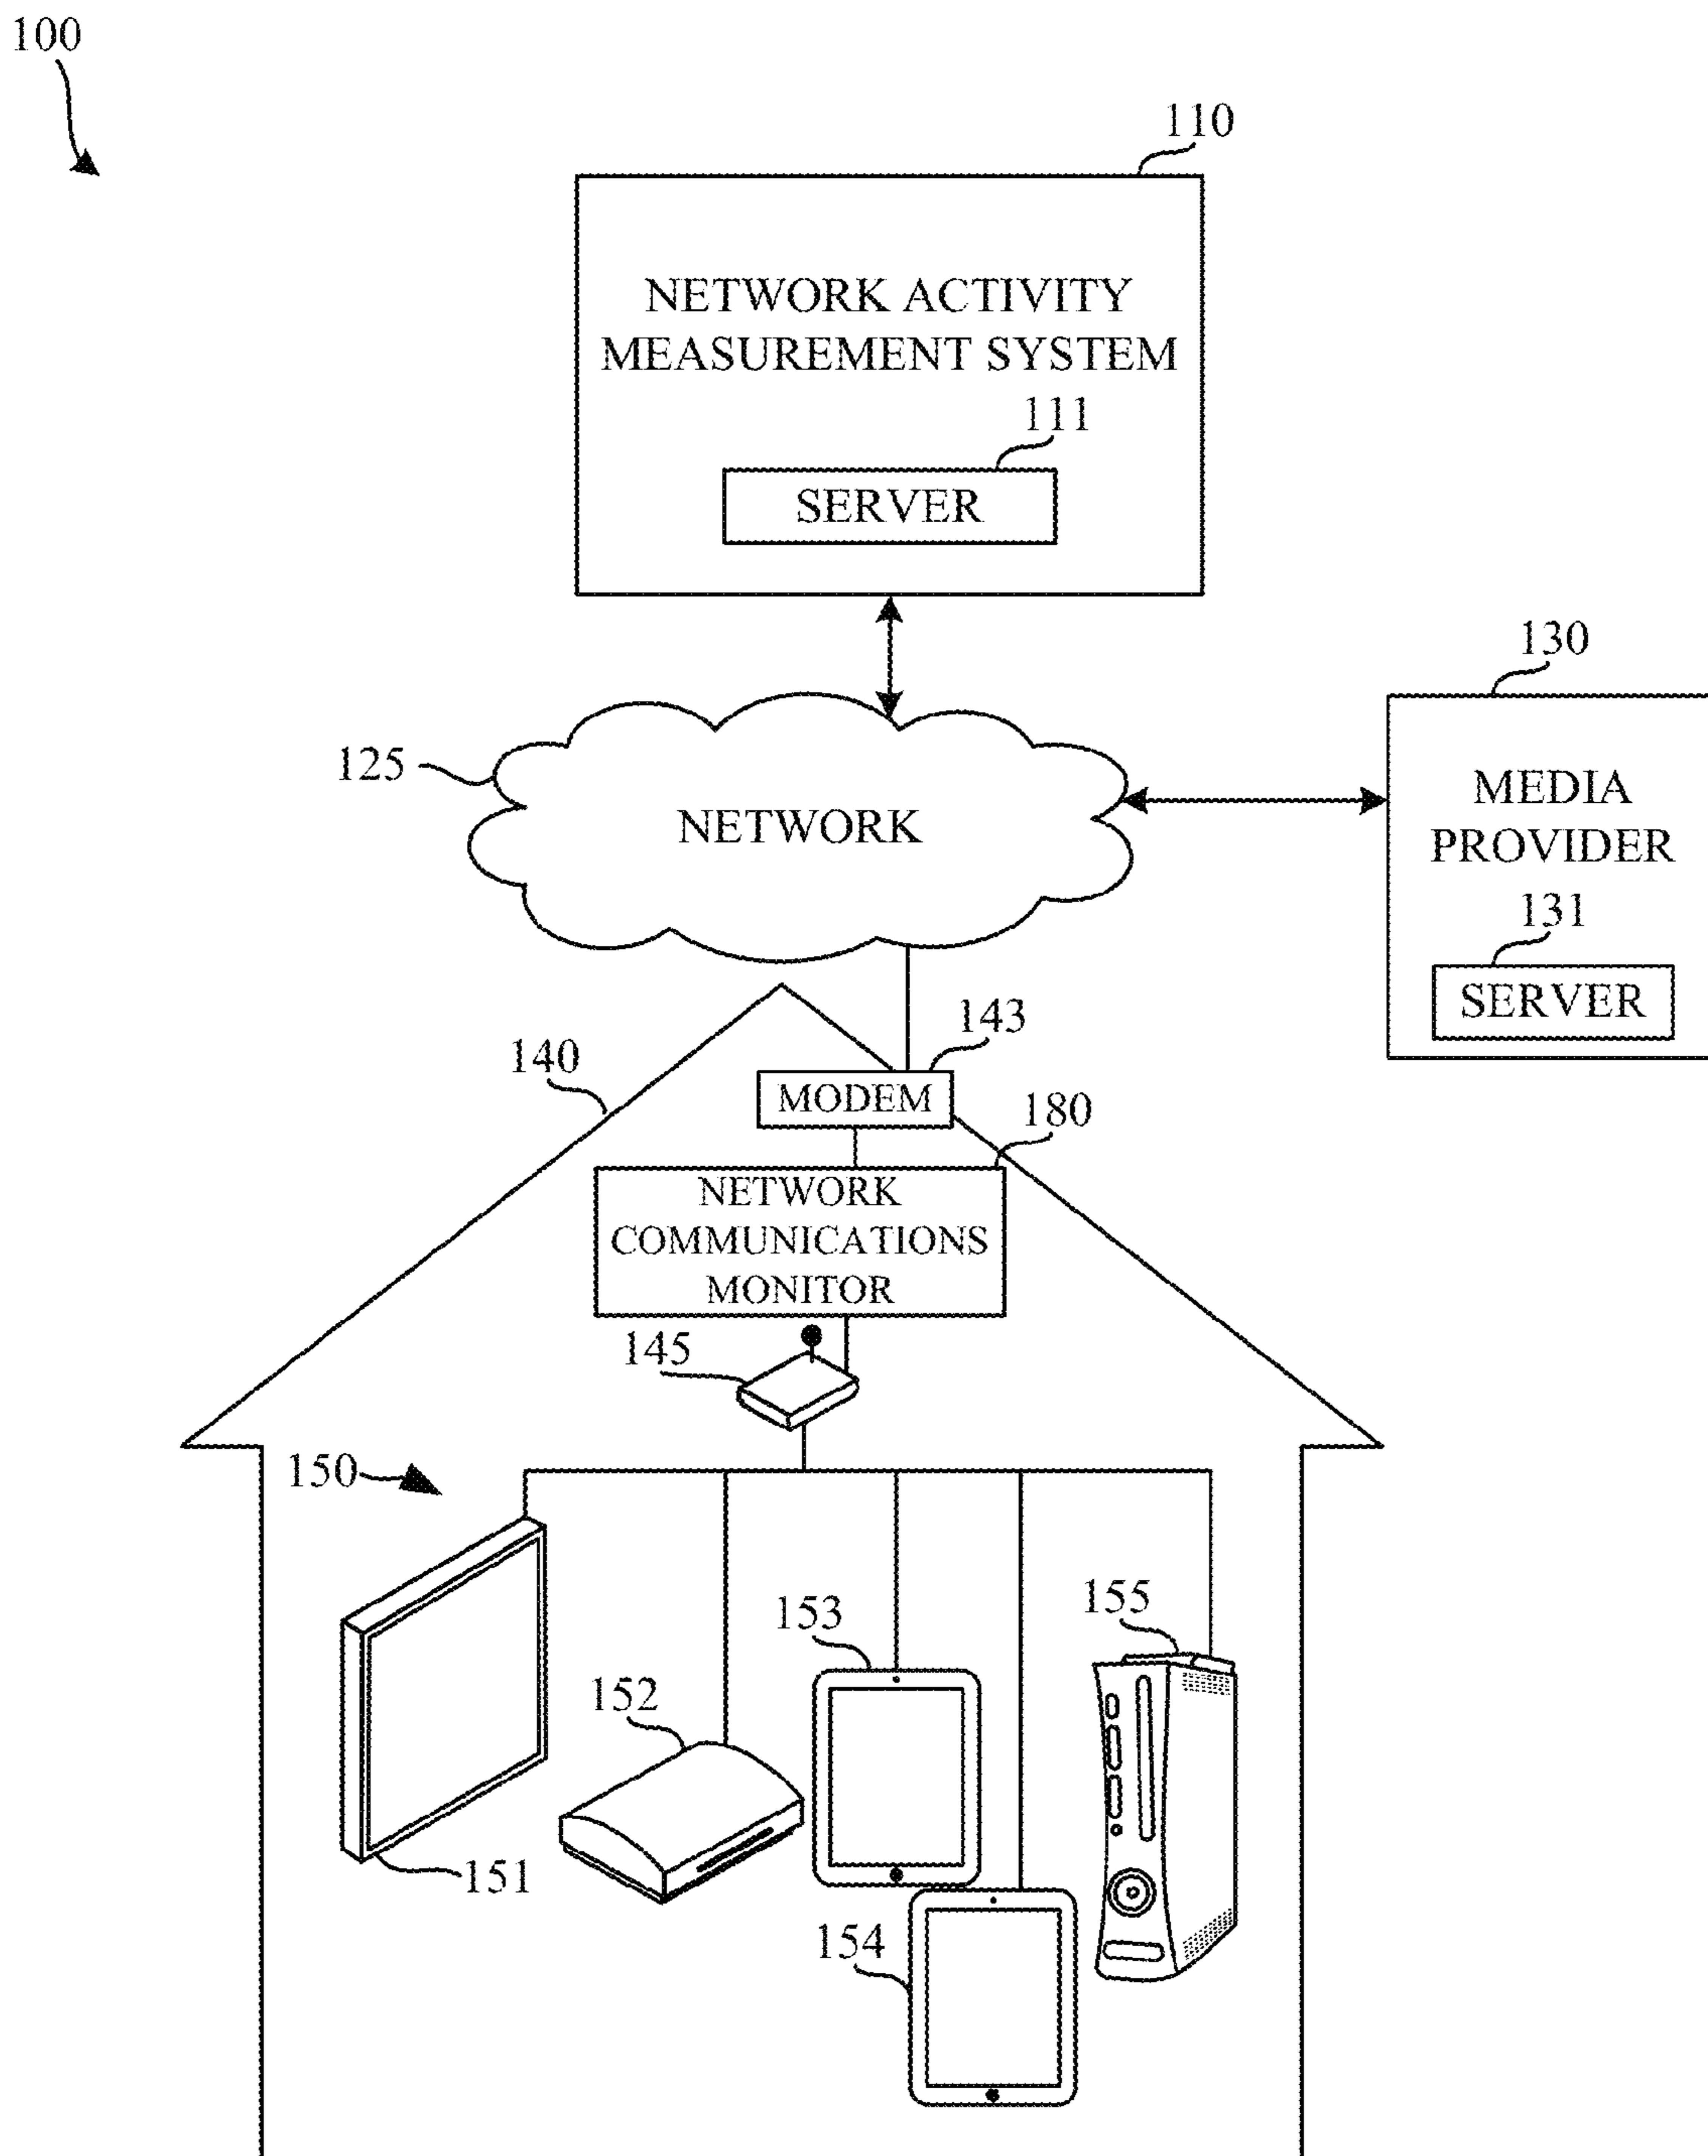 100
110
NETWORK ACTIVITY
MEASUREMENT SYSTEM
111
SERVER
130
125
NETWORK
MEDIA
PROVIDER
131
SERVER
143
140
MODEM
180
NETWORK
COMMUNICATIONS
MONITOR
145
150
153
155
152
151
154